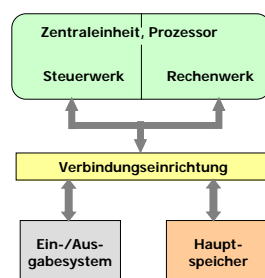 Zentraleinheit, Prozessor
Steuerwerk Rechenwerk
Verbindungseinrichtung
Ein-/Aus-
gabesystem
Haupt-
speicher